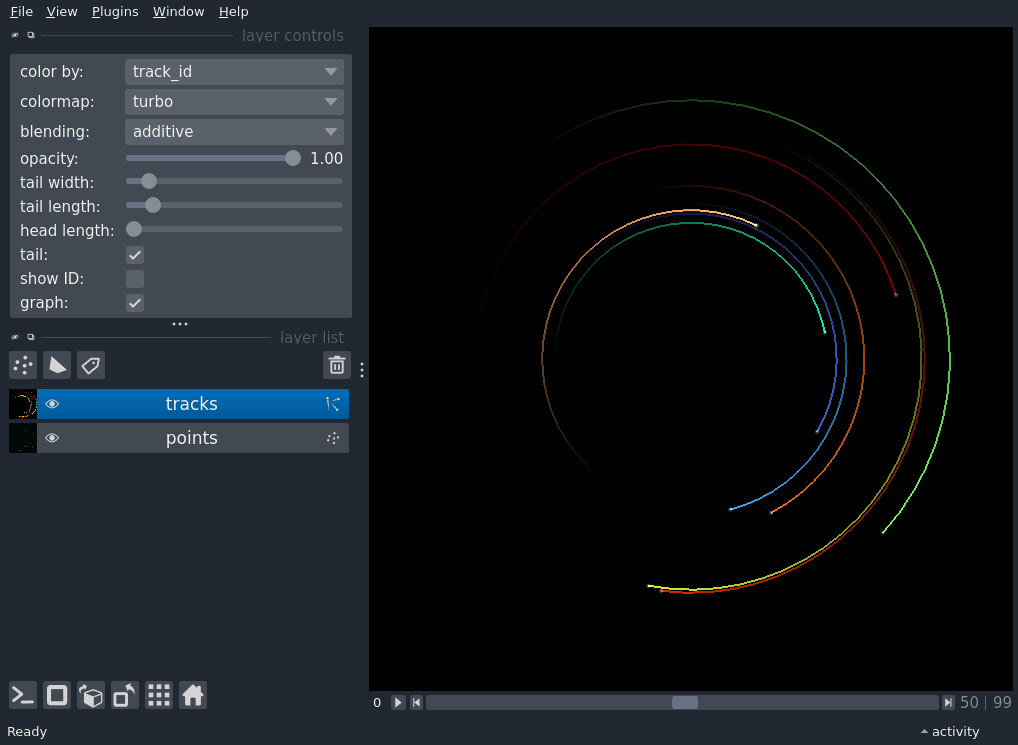 File View Plugins Window Help
layer controls
color by: track_id
colormap: turbo
blending: additive
opacity: 1.00
tail width:
tail length:
head length:
tail:
show ID:
graph:
layer list
tracks
points
0 50 | 99
Ready activity